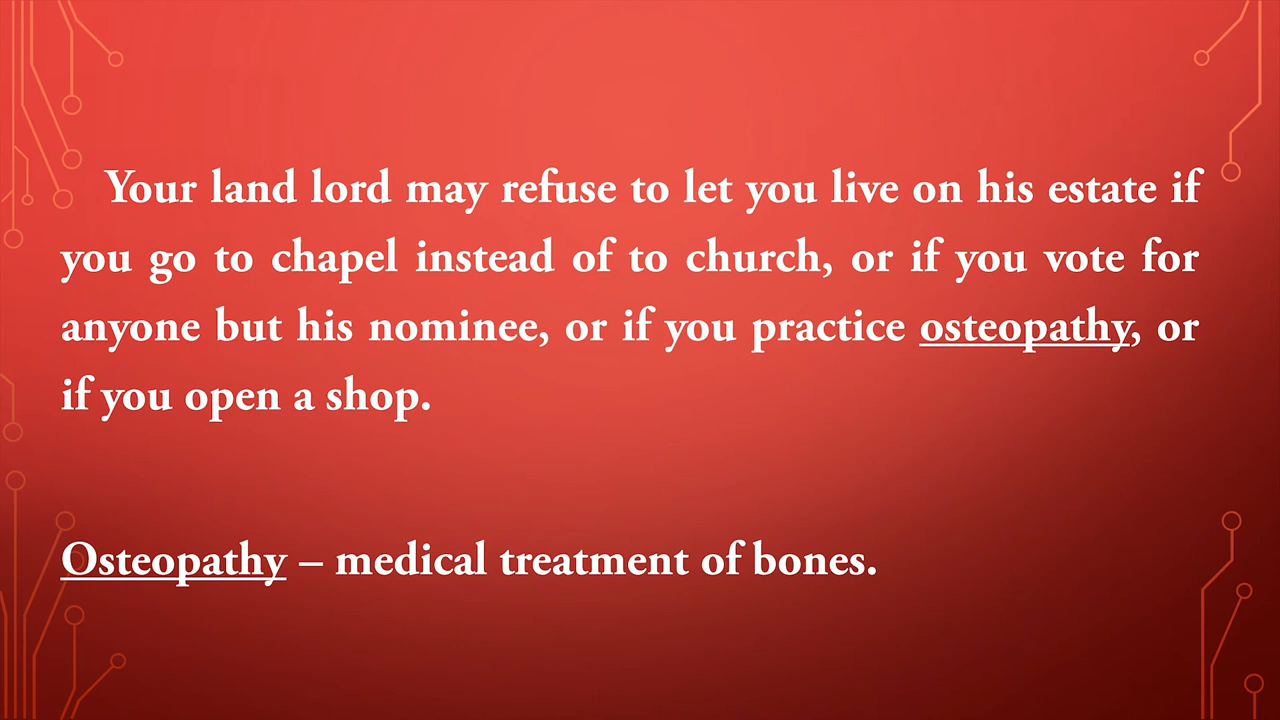 Your land lord may refuse to let you live on his estate if
you go to chapel instead of to church, or if you vote for
anyone but his nominee, or if you practice osteopathy, or
if you open a shop.
Osteopathy – medical treatment of bones.